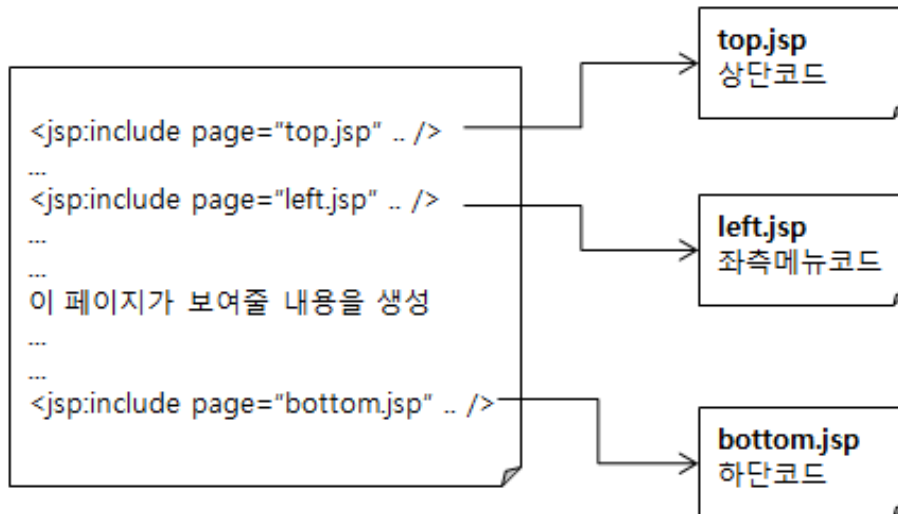 <jsp:include page="top.jsp" .. />
...
<jsp:include page="left.jsp" .. />
...
...
이 페이지가 보여줄 내용을 생성
...
...
<jsp:include page="bottom.jsp" .. />
top.jsp
상단코드
left.jsp
좌측메뉴코드
bottom.jsp
하단코드